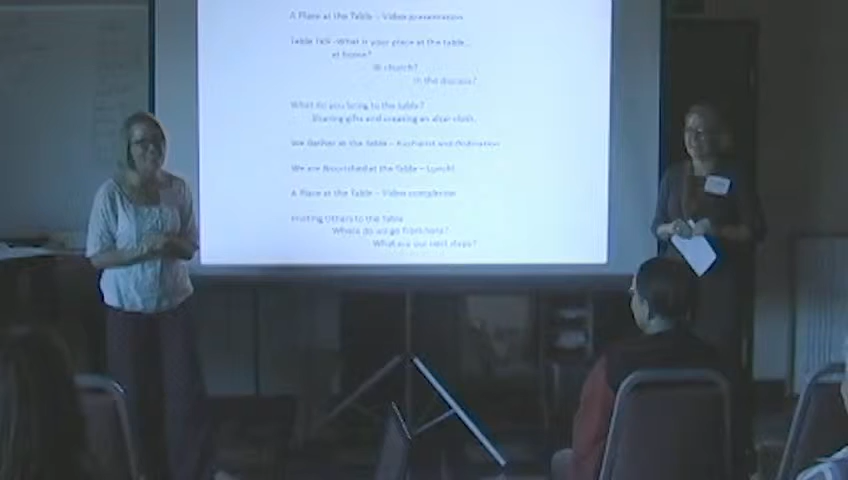 A Place at the Table – Video presentation
Table Talk -What is your place at the table...
at home?
at church?
in the diocese?
What do you bring to the table?
Sharing gifts and creating an altar cloth.
We Gather at the Table – Eucharist and Ordination
We are Nourished at the Table – Lunch!
A Place at the Table – Video completion
Inviting Others to the Table
Where do we go from here?
What are our next steps?